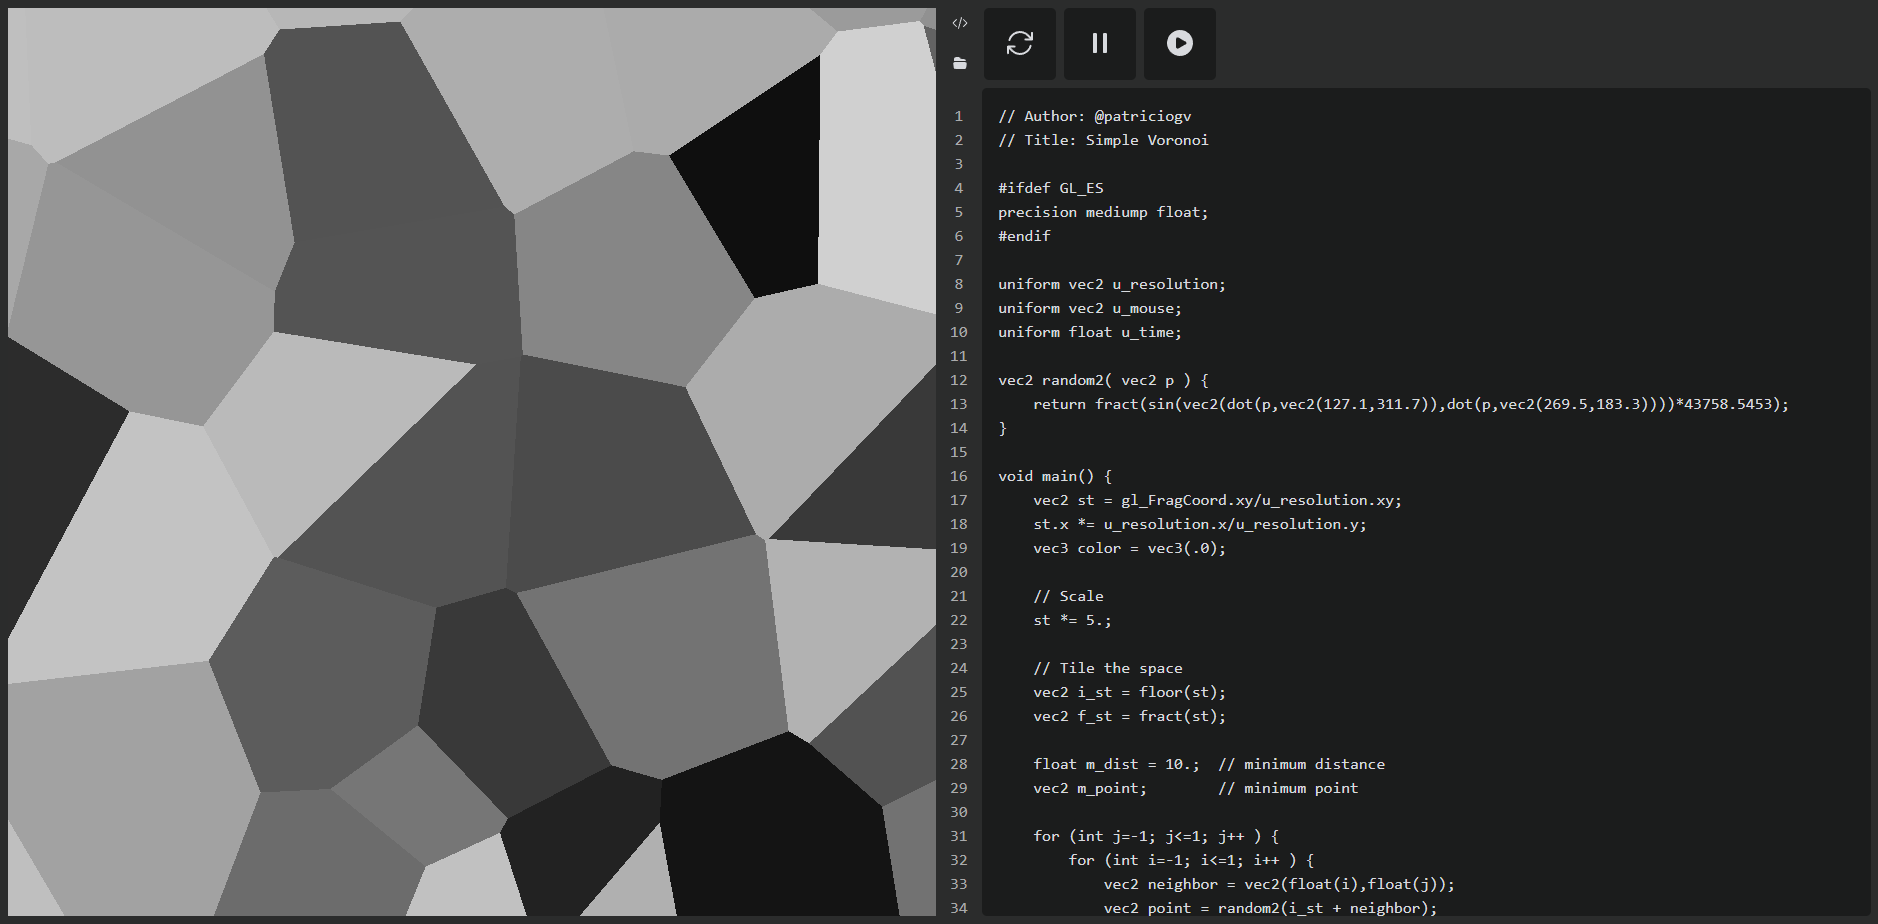 </>
1 // Author: @patriciogv
2 // Title: Simple Voronoi
3
4 #ifdef GL_ES
5 precision mediump float;
6 #endif
7
8 uniform vec2 u_resolution;
9 uniform vec2 u_mouse;
10 uniform float u_time;
11
12 vec2 random2( vec2 p ) {
13     return fract(sin(vec2(dot(p,vec2(127.1,311.7)),dot(p,vec2(269.5,183.3))))*43758.5453);
14 }
15
16 void main() {
17     vec2 st = gl_FragCoord.xy/u_resolution.xy;
18     st.x *= u_resolution.x/u_resolution.y;
19     vec3 color = vec3(.0);
20
21     // Scale
22     st *= 5.;
23
24     // Tile the space
25     vec2 i_st = floor(st);
26     vec2 f_st = fract(st);
27
28     float m_dist = 10.;  // minimum distance
29     vec2 m_point;        // minimum point
30
31     for (int j=-1; j<=1; j++ ) {
32         for (int i=-1; i<=1; i++ ) {
33             vec2 neighbor = vec2(float(i),float(j));
34             vec2 point = random2(i_st + neighbor);